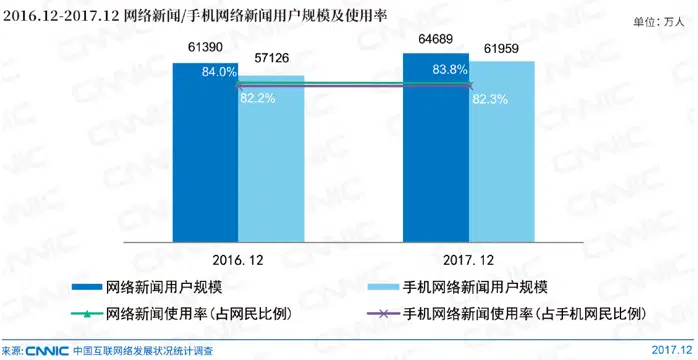 2016.12-2017.12 网络新闻/手机网络新闻用户规模及使用率
单位：万人
61390
57126
64689
61959
84.0%
82.2%
83.8%
82.3%
2016.12
2017.12
网络新闻用户规模
手机网络新闻用户规模
网络新闻使用率(占网民比例)
手机网络新闻使用率(占手机网民比例)
来源: CNNIC 中国互联网络发展状况统计调查
2017.12